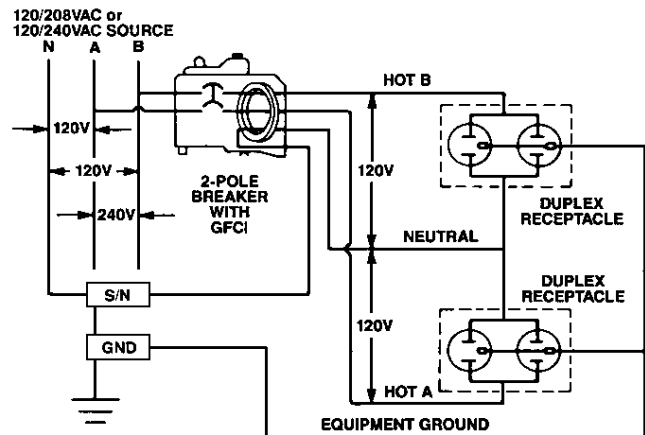 120/208VAC or
120/240VAC SOURCE
N A B
HOT B
120V
120V
240V
2-POLE
BREAKER
WITH
GFCI
120V
DUPLEX
RECEPTACLE
NEUTRAL
S/N
DUPLEX
RECEPTACLE
120V
GND
HOT A
EQUIPMENT GROUND